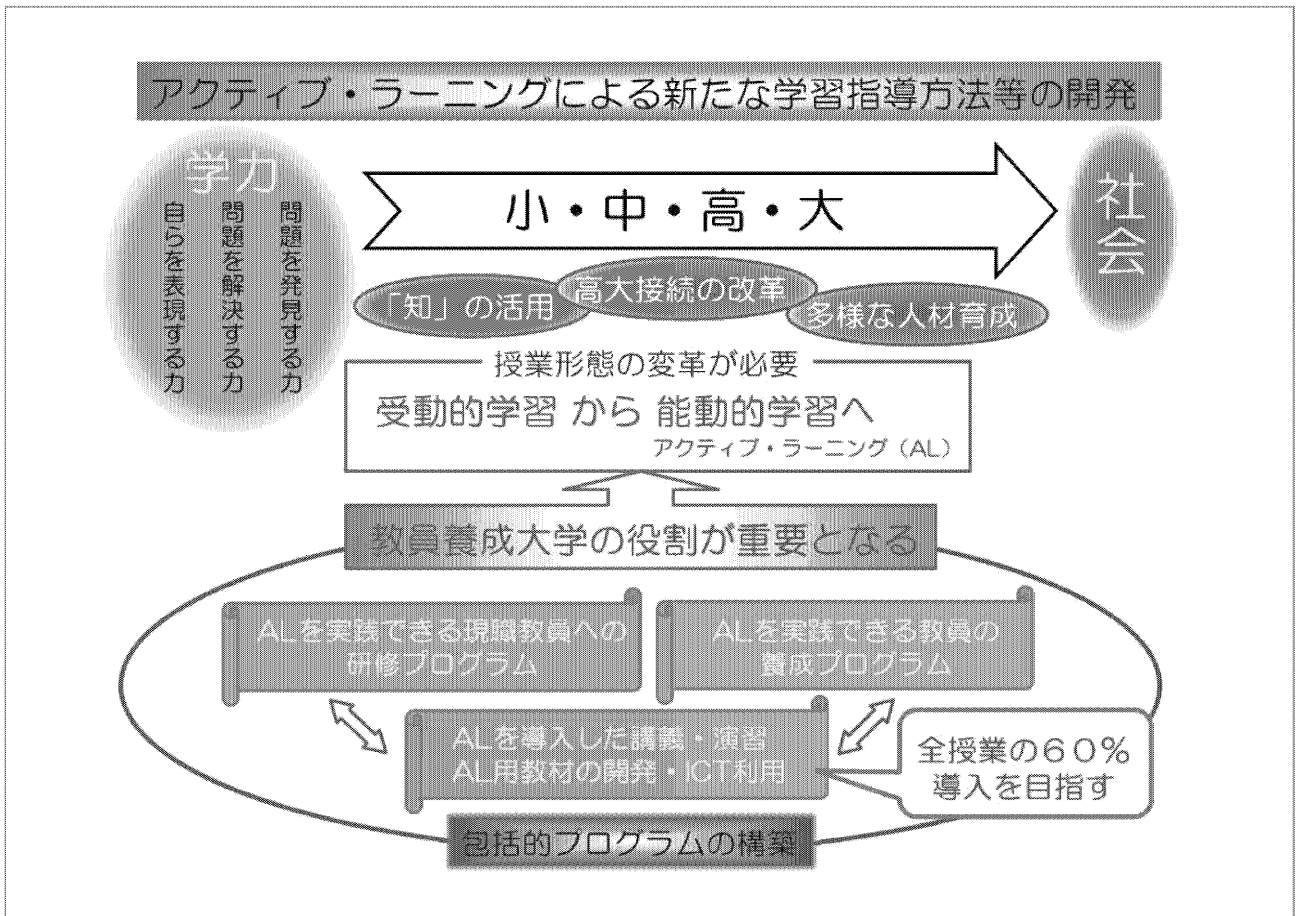 アクティブ・ラーニングによる新たな学習指導方法等の開発
学力
問題を発見する力
問題を解決する力
自らを表現する力
小・中・高・大
社会
「知」の活用
高大接続の改革
多様な人材育成
授業形態の変革が必要
受動的学習 から 能動的学習へ
アクティブ・ラーニング（AL）
教員養成大学の役割が重要となる
ALを実践できる現職教員への
研修プログラム
ALを実践できる教員の
養成プログラム
ALを導入した講義・演習
AL用教材の開発・ICT利用
全授業の60%
導入を目指す
包括的プログラムの構築